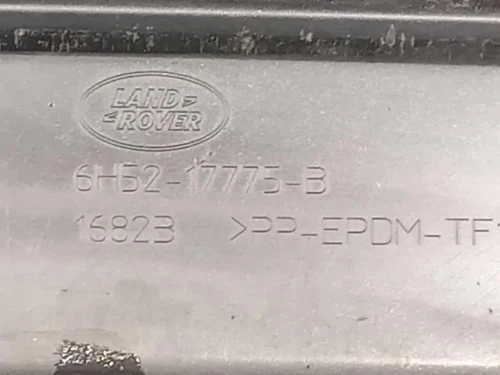 LAND
ROVER
6H52-17775-B
16823 >PP-EPDM-TF